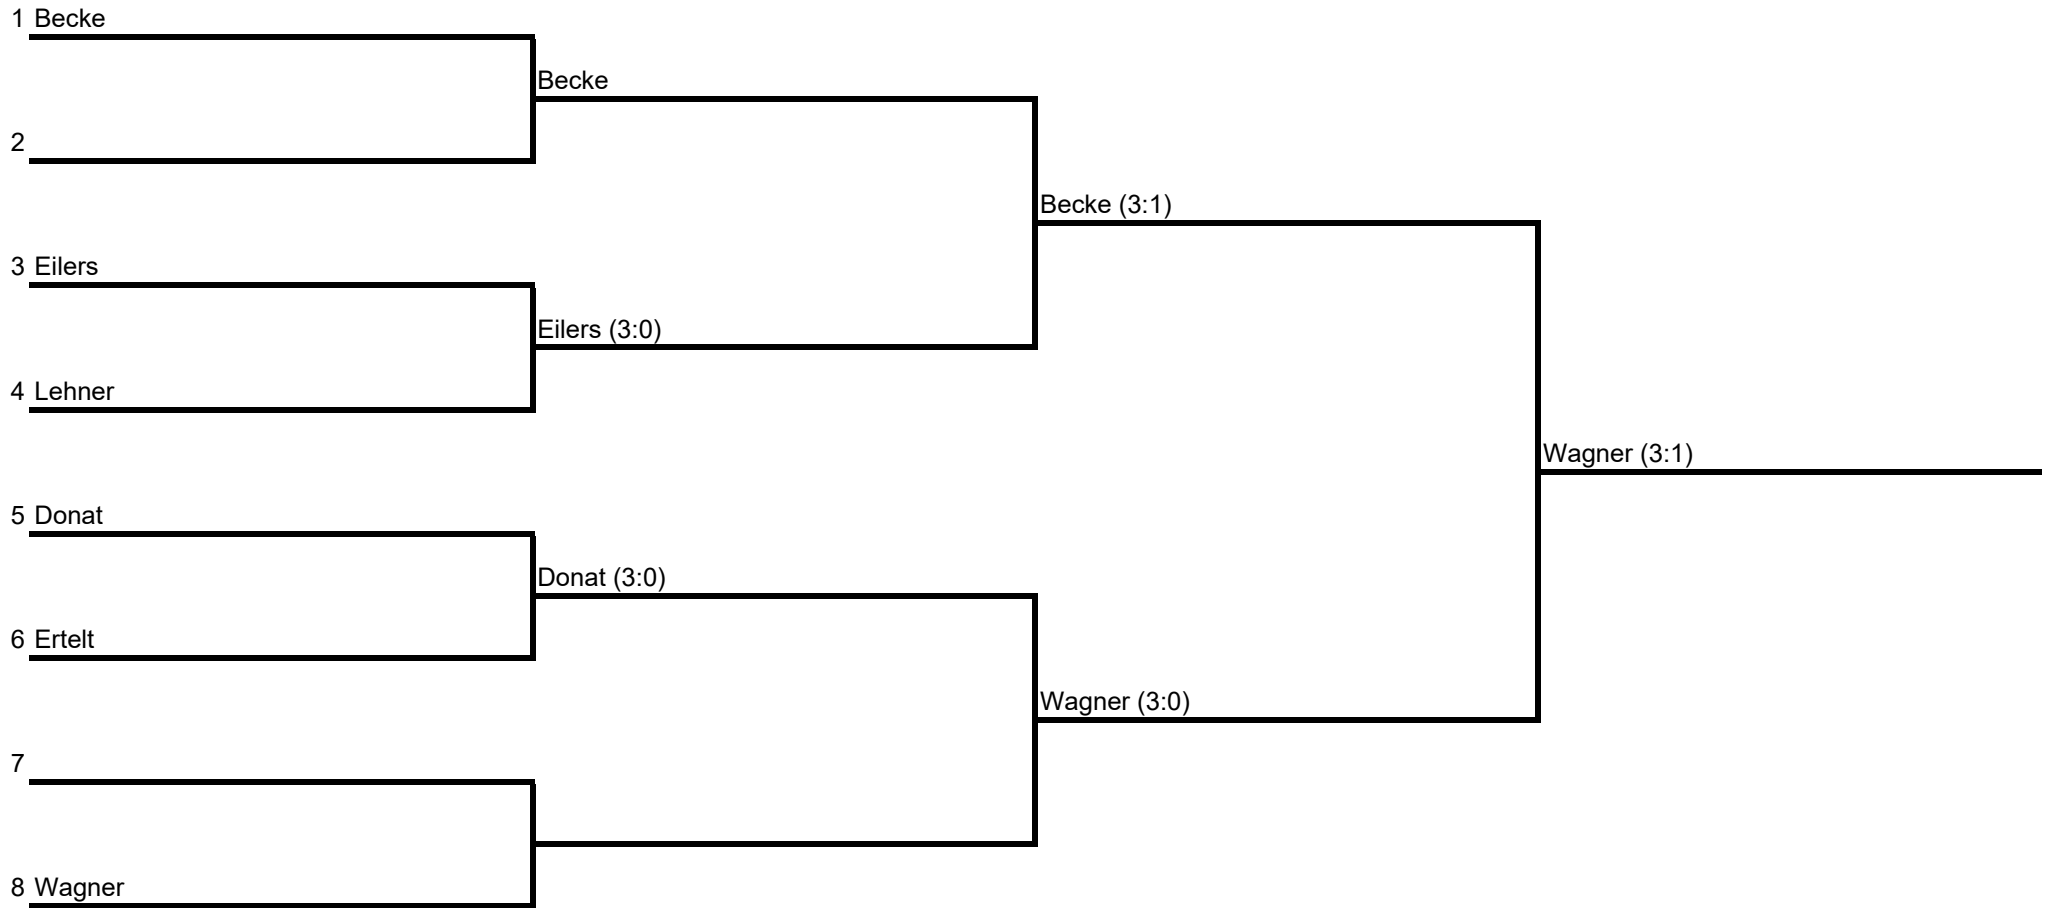 1 Becke
Becke
2
Becke (3:1)
3 Eilers
Eilers (3:0)
4 Lehner
Wagner (3:1)
5 Donat
Donat (3:0)
6 Ertelt
Wagner (3:0)
7
8 Wagner